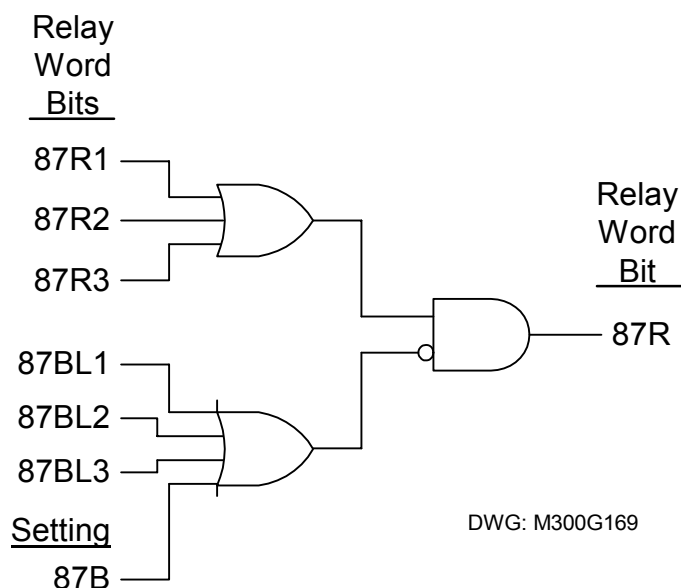 Relay
Word
Bits
87R1
87R2
87R3
87BL1
87BL2
87BL3
Setting
87B
Relay
Word
Bit
87R
DWG: M300G169